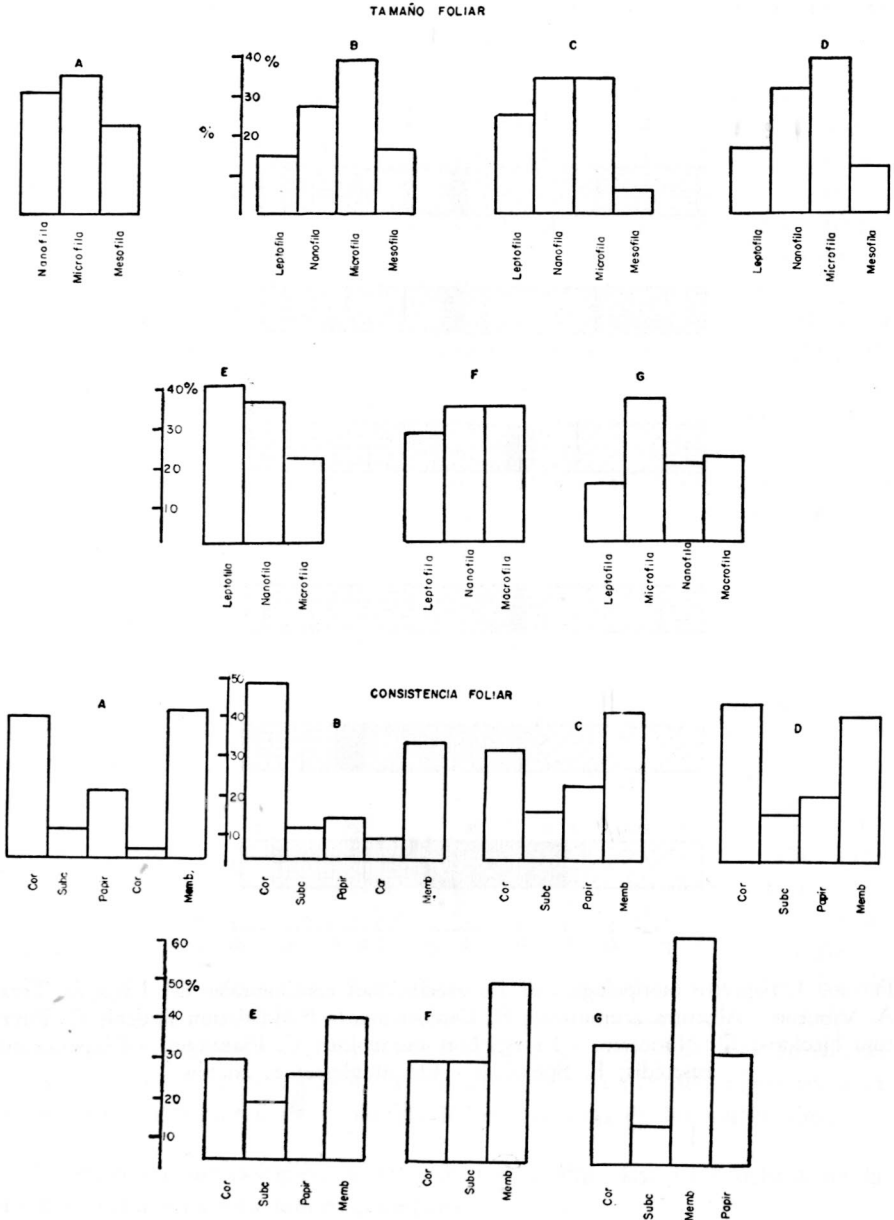 TAMAÑO FOLIAR
A
Nanofila
Microfila
Mesofila
B
%
40%
30
20
Leptofila
Nanofila
Microfila
Mesofila
C
Leptofila
Nanofila
Microfila
Mesofila
D
Leptofila
Nanofila
Microfila
Mesofila
E
40%
30
20
10
Leptofila
Nanofila
Microfila
F
Leptofila
Nanofila
Macrofila
G
Leptofila
Microfila
Nanofila
Macrofila
CONSISTENCIA FOLIAR
A
Cor
Subc
Papir
Cor
Memb.
50
40
30
20
10
B
Cor
Subc
Papir
Car
Memb.
C
Cor
Subc
Papir
Memb
D
Cor
Subc
Papir
Memb
60
50%
40
30
20
10
E
Cor
Subc
Papir
Memb
F
Cor
Subc
Memb
G
Cor
Subc
Memb
Papir